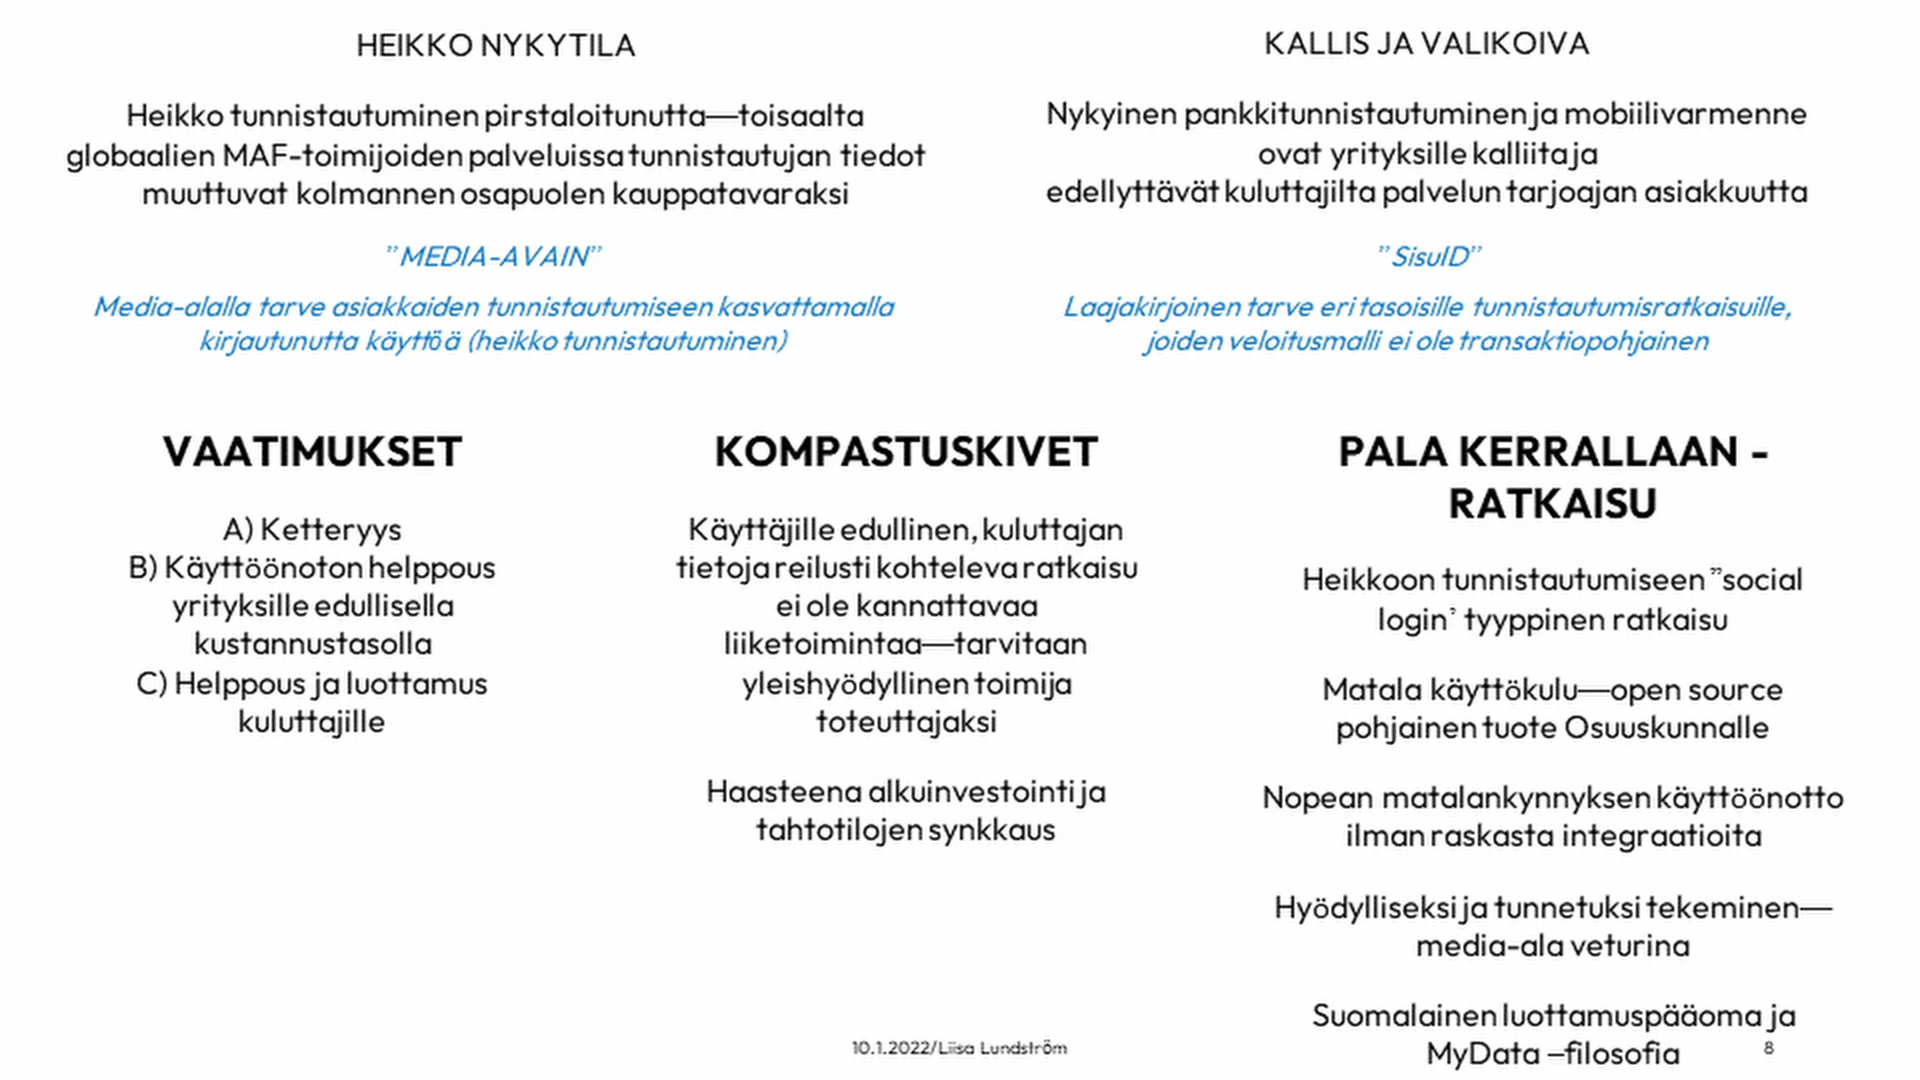 HEIKKO NYKYTILA
Heikko tunnistautuminen pirstaloitunutta—toisaalta
globaalien MAF-toimijoiden palveluissa tunnistautujan tiedot
muuttuvat kolmannen osapuolen kauppatavaraksi
”MEDIA-AVAIN”
Media-alalla tarve asiakkaiden tunnistautumiseen kasvattamalla
kirjautunutta käyttöä (heikko tunnistautuminen)
KALLIS JA VALIKOIVA
Nykyinen pankkitunnistautuminen ja mobiilivarmenne
ovat yrityksille kalliita ja
edellyttävät kuluttajilta palvelun tarjoajan asiakkuutta
”SisuID”
Laajakirjoinen tarve eri tasoisille tunnistautumisratkaisuille,
joiden veloitusmalli ei ole transaktiopohjainen
VAATIMUKSET
A) Ketteryys
B) Käyttöönoton helppous
yrityksille edullisella
kustannustasolla
C) Helppous ja luottamus
kuluttajille
KOMPASTUSKIVET
Käyttäjille edullinen, kuluttajan
tietoja reilusti kohteleva ratkaisu
ei ole kannattavaa
liiketoimintaa—tarvitaan
yleishyödyllinen toimija
toteuttajaksi
Haasteena alkuinvestointi ja
tahtotilojen synkkaus
PALA KERRALLAAN -
RATKAISU
Heikkoon tunnistautumiseen ”social
login’ tyyppinen ratkaisu
Matala käyttökulu—open source
pohjainen tuote Osuuskunnalle
Nopean matalankynnyksen käyttöönotto
ilman raskasta integraatioita
Hyödylliseksi ja tunnetuksi tekeminen—
media-ala veturina
Suomalainen luottamuspääoma ja
MyData –filosofia
10.1.2022/Liisa Lundström
8